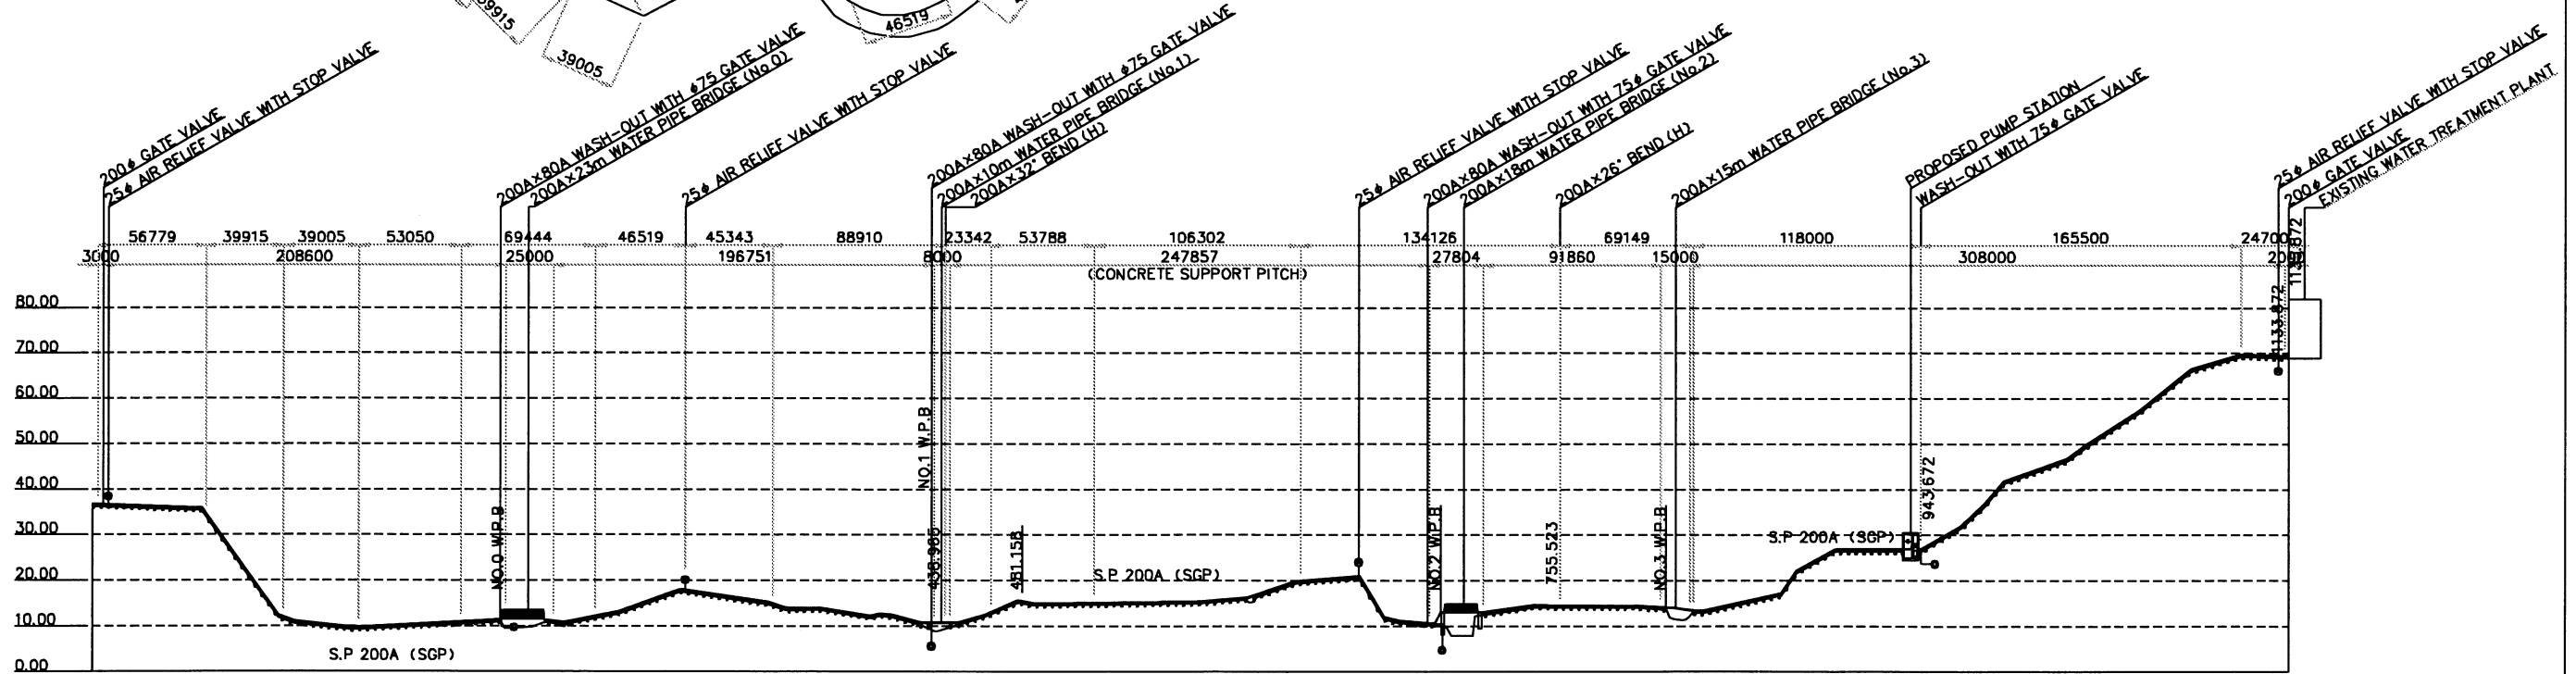 39915
39005
46519
200ϕ GATE VALVE
25ϕ AIR RELIEF VALVE WITH STOP VALVE
200A×80A WASH-OUT WITH ϕ75 GATE VALVE
200A×23m WATER PIPE BRIDGE (No.0)
25ϕ AIR RELIEF VALVE WITH STOP VALVE
200A×80A WASH-OUT WITH ϕ75 GATE VALVE
200A×10m WATER PIPE BRIDGE (No.1)
200A×32° BEND (H)
25ϕ AIR RELIEF VALVE WITH STOP VALVE
200A×80A WASH-OUT WITH 75ϕ GATE VALVE
200A×18m WATER PIPE BRIDGE (No.2)
200A×26° BEND (H)
200A×15m WATER PIPE BRIDGE (No.3)
PROPOSED PUMP STATION
WASH-OUT WITH 75ϕ GATE VALVE
25ϕ AIR RELIEF VALVE WITH STOP VALVE
200ϕ GATE VALVE
EXISTING WATER TREATMENT PLANT
56779 39915 39005 53050 69444 46519 45343 88910 23342 53788 106302 134126 69149 118000 165500 24700
3000 208600 25000 196751 8000 247857 27804 91860 15000 308000
(CONCRETE SUPPORT PITCH)
80.00
70.00
1133.872
60.00
50.00
NO.1 W.P.B
40.00
943.672
30.00
NO.0 W.P.B
481.158
NO.2 W.P.B
755.523
NO.3 W.P.B
S.P 200A (SGP)
20.00
S.P 200A (SGP)
10.00
S.P 200A (SGP)
0.00